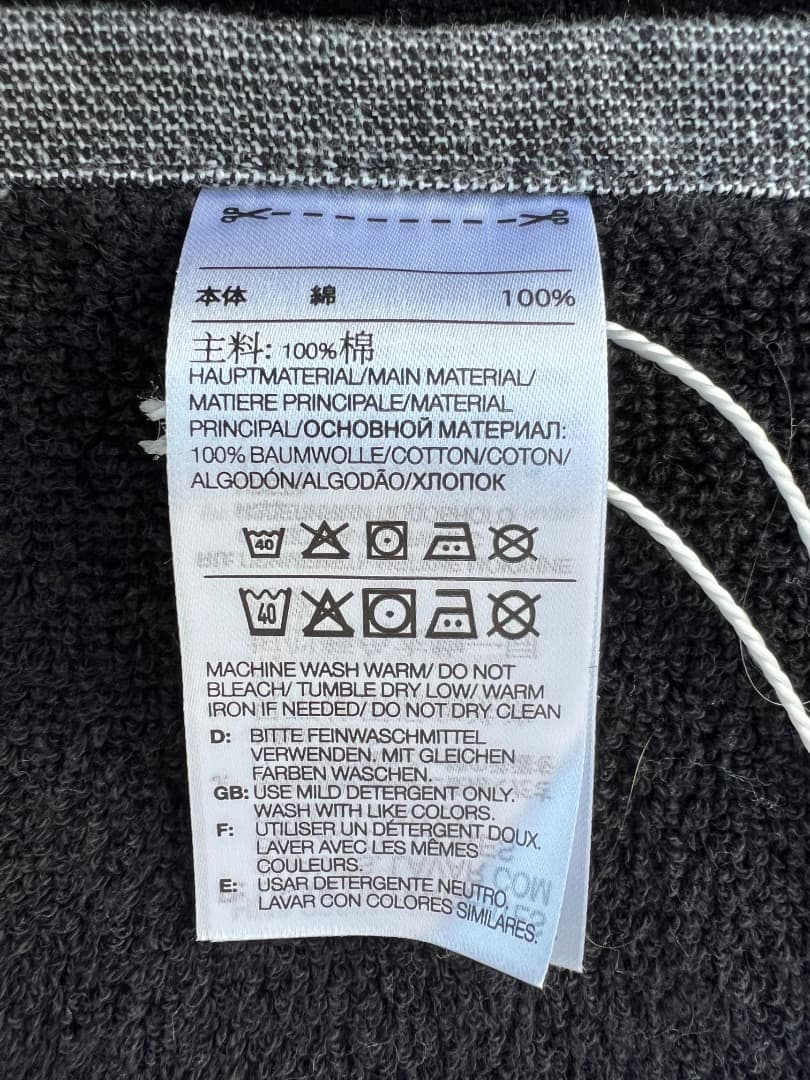 本体 綿 100%
主料: 100%棉
HAUPTMATERIAL/MAIN MATERIAL/
MATIERE PRINCIPALE/MATERIAL
PRINCIPAL/ОСНОВНОЙ МАТЕРИАЛ:
100% BAUMWOLLE/COTTON/COTON/
ALGODÓN/ALGODÃO/ХЛОПОК
40
40
MACHINE WASH WARM/ DO NOT
BLEACH/ TUMBLE DRY LOW/ WARM
IRON IF NEEDED/ DO NOT DRY CLEAN
D: BITTE FEINWASCHMITTEL
VERWENDEN. MIT GLEICHEN
FARBEN WASCHEN.
GB: USE MILD DETERGENT ONLY.
WASH WITH LIKE COLORS.
F: UTILISER UN DÉTERGENT DOUX.
LAVER AVEC LES MÊMES
COULEURS.
E: USAR DETERGENTE NEUTRO.
LAVAR CON COLORES SIMILARES.